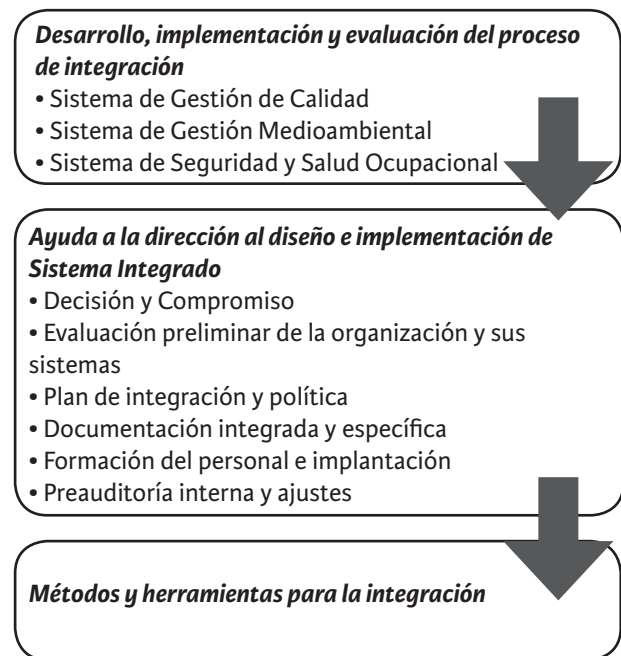 Desarrollo, implementación y evaluación del proceso
de integración
• Sistema de Gestión de Calidad
• Sistema de Gestión Medioambiental
• Sistema de Seguridad y Salud Ocupacional
Ayuda a la dirección al diseño e implementación de
Sistema Integrado
• Decisión y Compromiso
• Evaluación preliminar de la organización y sus
sistemas
• Plan de integración y política
• Documentación integrada y específica
• Formación del personal e implantación
• Preauditoría interna y ajustes
Métodos y herramientas para la integración